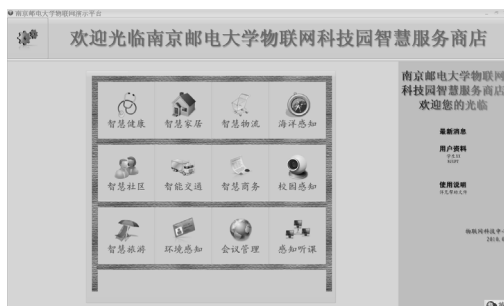 南京邮电大学物联网演示平台
欢迎光临南京邮电大学物联网科技园智慧服务商店
智慧健康 智慧家居 智慧物流 海洋感知
智慧社区 智能交通 智慧商务 校园感知
智慧旅游 环境感知 会议管理 感知听课
南京邮电大学物联网
科技园智慧服务商店
欢迎您的光临
最新消息
用户资料
使用说明